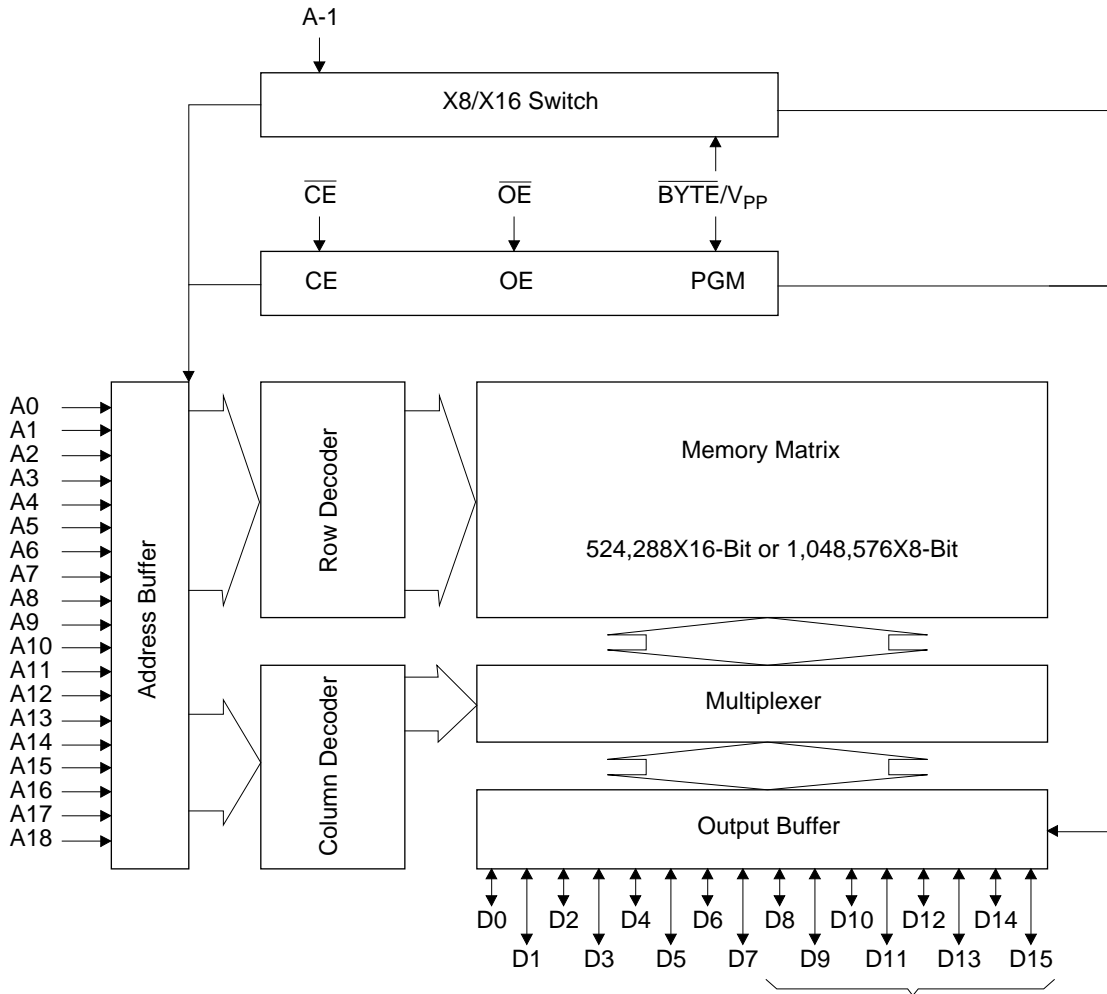 A-1
X8/X16 Switch
C̅E̅ O̅E̅ B̅Y̅T̅E̅/VPP
CE OE PGM
A0
A1
A2
A3
A4
A5
A6
A7
A8
A9
A10
A11
A12
A13
A14
A15
A16
A17
A18
Address Buffer
Row Decoder
Memory Matrix
524,288X16-Bit or 1,048,576X8-Bit
Column Decoder
Multiplexer
Output Buffer
D0 D2 D4 D6 D8 D10 D12 D14
D1 D3 D5 D7 D9 D11 D13 D15